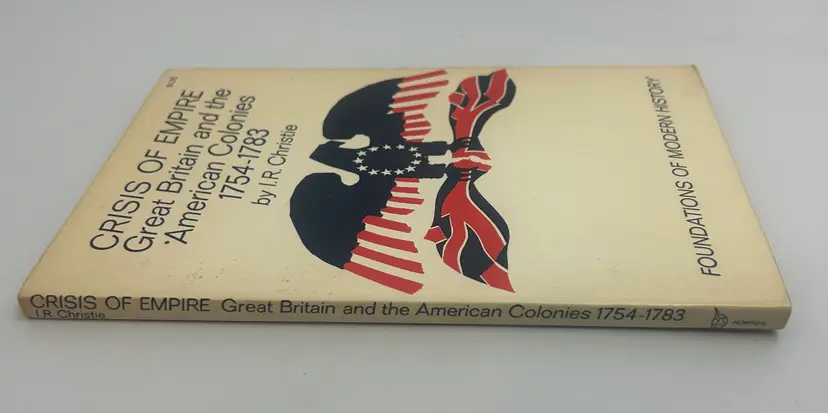 CRISIS OF EMPIRE
Great Britain and the
American Colonies
1754-1783
by I.R. Christie
FOUNDATIONS OF MODERN HISTORY
CRISIS OF EMPIRE Great Britain and the American Colonies 1754-1783
I.R. Christie
NORTON